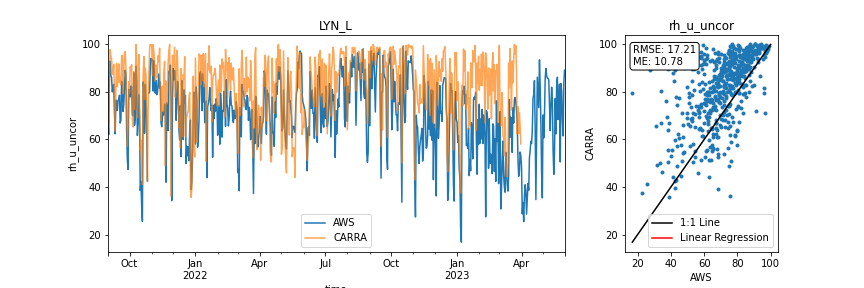 LYN_L
rh_u_uncor
100
80
60
40
20
Oct
Jan
2022
Apr
Jul
Oct
Jan
2023
Apr
time
rh_u_uncor
AWS
CARRA
rh_u_uncor
CARRA
100
80
60
40
20
RMSE: 17.21
ME: 10.78
1:1 Line
Linear Regression
20
40
60
80
100
AWS